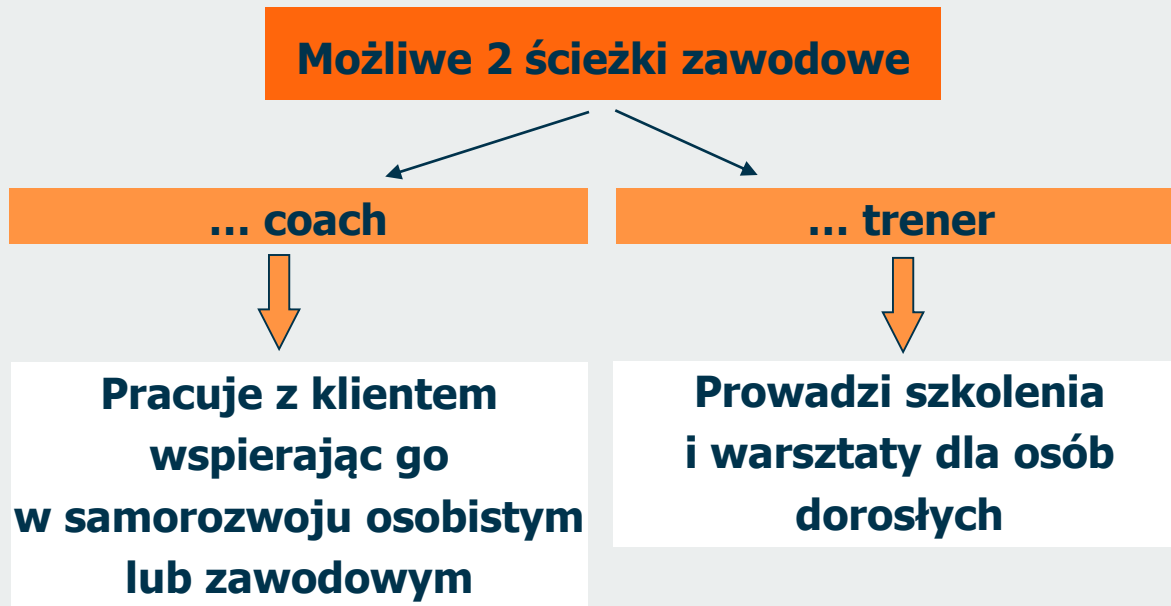 Możliwe 2 ścieżki zawodowe
... coach
... trener
Pracuje z klientem
wspierając go
w samorozwoju osobistym
lub zawodowym
Prowadzi szkolenia
i warsztaty dla osób
dorosłych